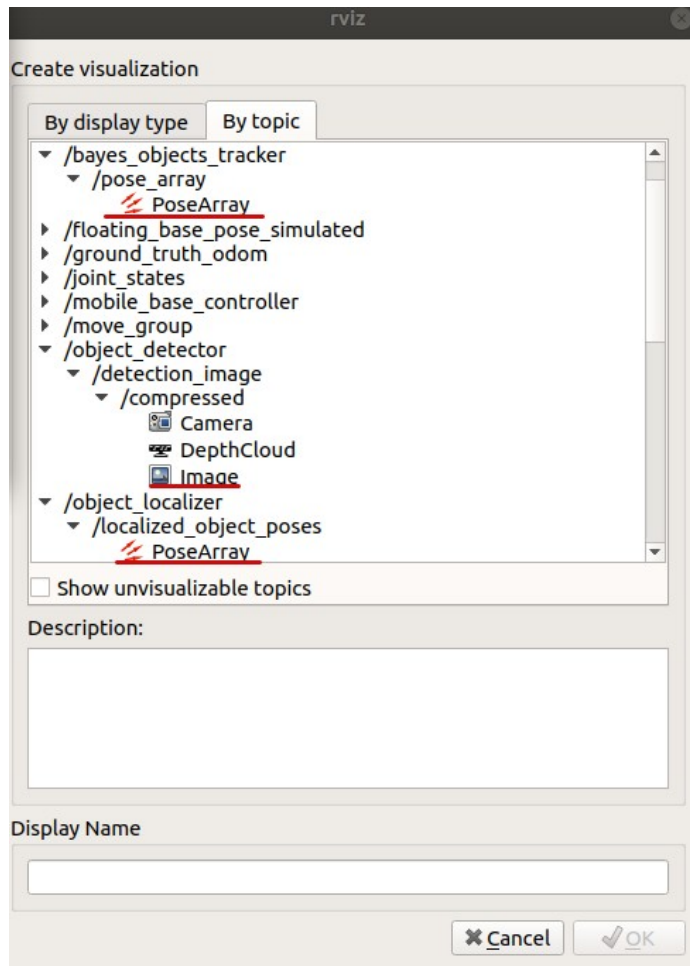 rviz
Create visualization
By display type By topic
/bayes_objects_tracker
/pose_array
PoseArray
/floating_base_pose_simulated
/ground_truth_odom
/joint_states
/mobile_base_controller
/move_group
/object_detector
/detection_image
/compressed
Camera
DepthCloud
Image
/object_localizer
/localized_object_poses
PoseArray
Show unvisualizable topics
Description:
Display Name
Cancel OK